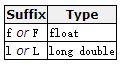 Suffix Type
f or F float
l or L long double